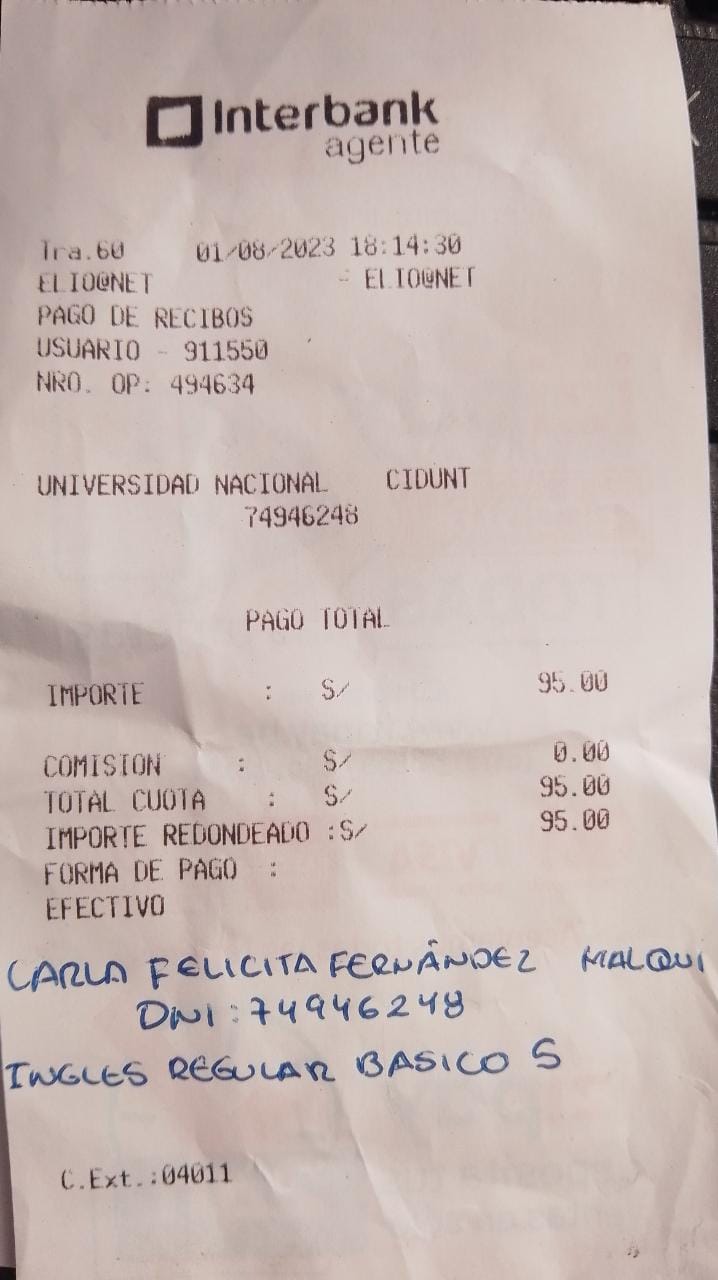 Interbank
agente
Tra.60 01/08/2023 18:14:30
ELIO@NET - ELIO@NET
PAGO DE RECIBOS
USUARIO - 911550
NRO. OP: 494634
UNIVERSIDAD NACIONAL CIDUNT
74946248
PAGO TOTAL
IMPORTE : S/ 95.00
COMISION : S/ 0.00
TOTAL CUOTA : S/ 95.00
IMPORTE REDONDEADO :S/ 95.00
FORMA DE PAGO :
EFECTIVO
CARLA FELICITA FERNÁNDEZ MALQUI
DNI:74946248
INGLES REGULAR BASICO 5
C.Ext.:04011